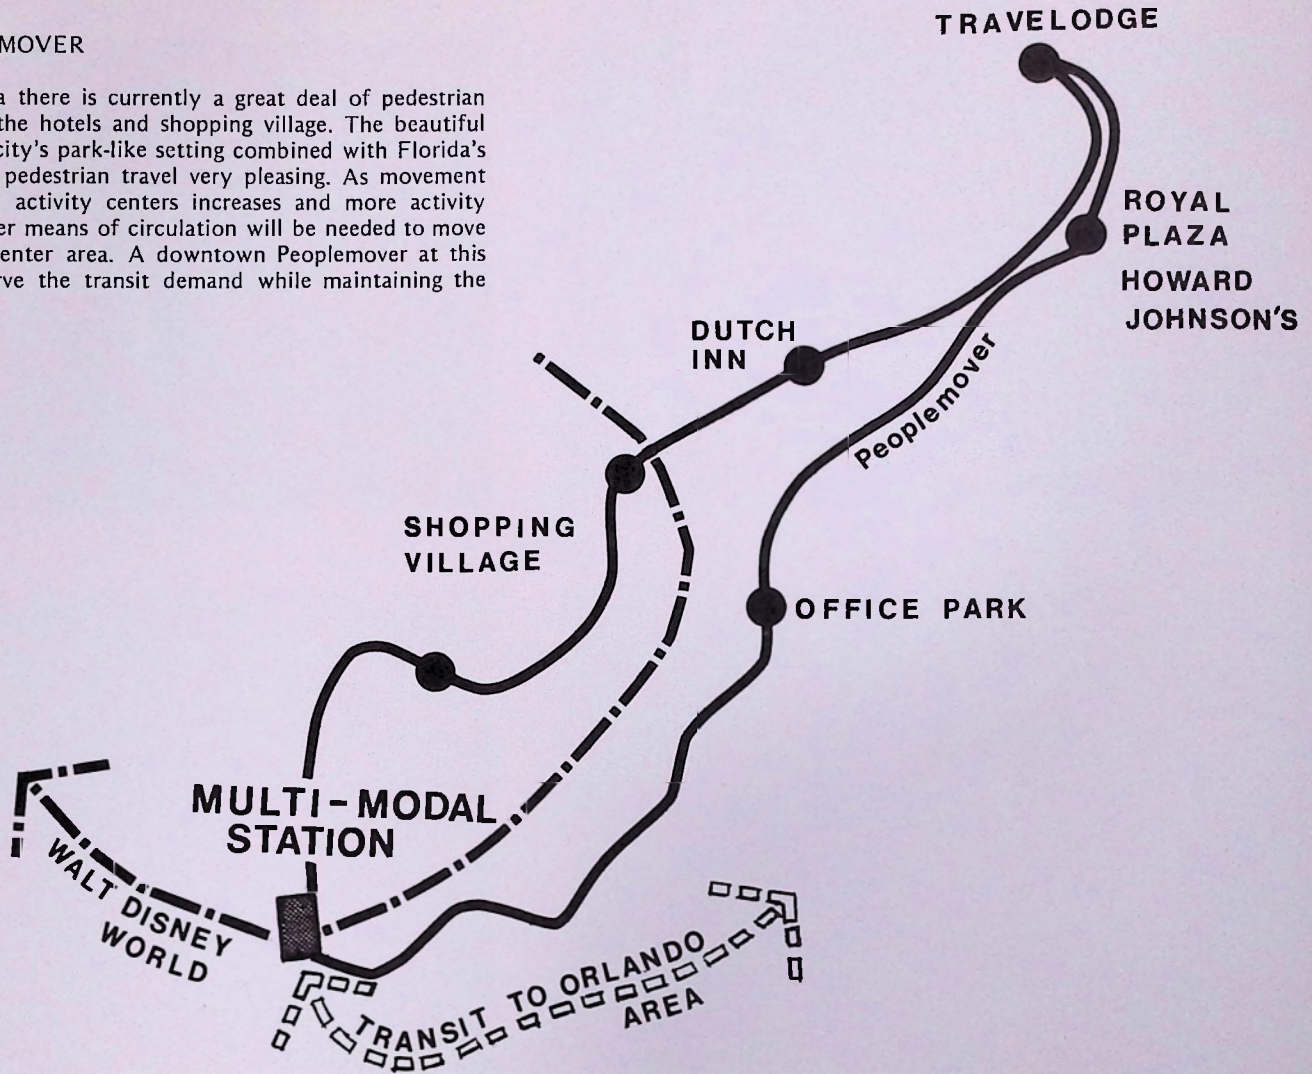 MOVER
a there is currently a great deal of pedestrian
the hotels and shopping village. The beautiful
city's park-like setting combined with Florida's
pedestrian travel very pleasing. As movement
activity centers increases and more activity
er means of circulation will be needed to move
enter area. A downtown Peoplemover at this
rve the transit demand while maintaining the
TRAVELODGE
ROYAL
PLAZA
HOWARD
JOHNSON'S
DUTCH
INN
Peoplemover
SHOPPING
VILLAGE
OFFICE PARK
MULTI-MODAL
STATION
WALT DISNEY
WORLD
TRANSIT TO ORLANDO
AREA